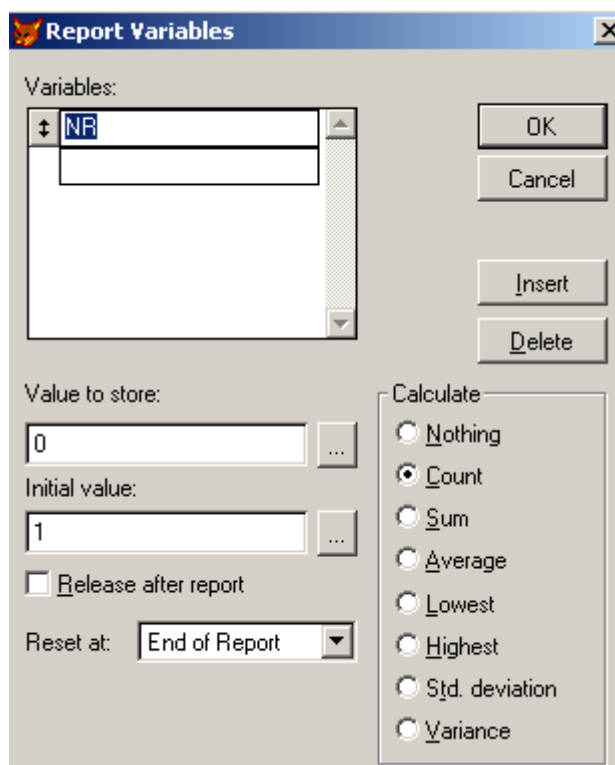 Report Variables
Variables:
NR
OK
Cancel
Insert
Delete
Value to store:
0
...
Initial value:
1
...
Release after report
Reset at: End of Report
Calculate
Nothing
Count
Sum
Average
Lowest
Highest
Std. deviation
Variance